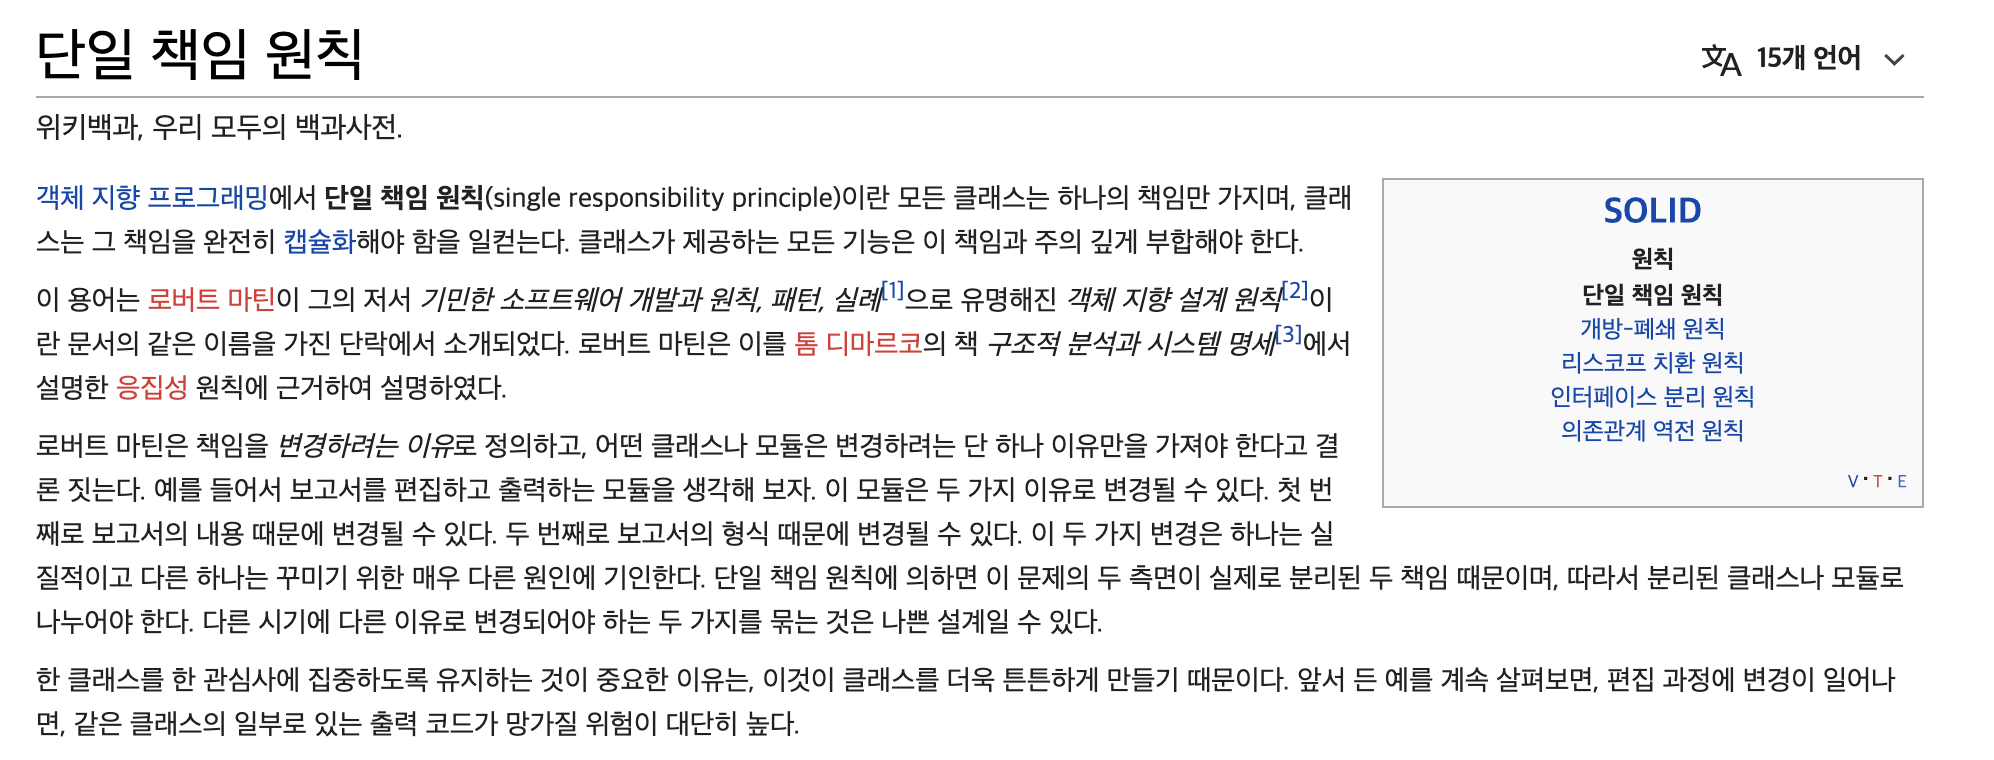 단일 책임 원칙
文A 15개 언어
위키백과, 우리 모두의 백과사전.
객체 지향 프로그래밍에서 단일 책임 원칙(single responsibility principle)이란 모든 클래스는 하나의 책임만 가지며, 클래
스는 그 책임을 완전히 캡슐화해야 함을 일컫는다. 클래스가 제공하는 모든 기능은 이 책임과 주의 깊게 부합해야 한다.
이 용어는 로버트 마틴이 그의 저서 기민한 소프트웨어 개발과 원칙, 패턴, 실례[1]으로 유명해진 객체 지향 설계 원칙[2]이
란 문서의 같은 이름을 가진 단락에서 소개되었다. 로버트 마틴은 이를 톰 디마르코의 책 구조적 분석과 시스템 명세[3]에서
설명한 응집성 원칙에 근거하여 설명하였다.
로버트 마틴은 책임을 변경하려는 이유로 정의하고, 어떤 클래스나 모듈은 변경하려는 단 하나 이유만을 가져야 한다고 결
론 짓는다. 예를 들어서 보고서를 편집하고 출력하는 모듈을 생각해 보자. 이 모듈은 두 가지 이유로 변경될 수 있다. 첫 번
째로 보고서의 내용 때문에 변경될 수 있다. 두 번째로 보고서의 형식 때문에 변경될 수 있다. 이 두 가지 변경은 하나는 실
질적이고 다른 하나는 꾸미기 위한 매우 다른 원인에 기인한다. 단일 책임 원칙에 의하면 이 문제의 두 측면이 실제로 분리된 두 책임 때문이며, 따라서 분리된 클래스나 모듈로
나누어야 한다. 다른 시기에 다른 이유로 변경되어야 하는 두 가지를 묶는 것은 나쁜 설계일 수 있다.
한 클래스를 한 관심사에 집중하도록 유지하는 것이 중요한 이유는, 이것이 클래스를 더욱 튼튼하게 만들기 때문이다. 앞서 든 예를 계속 살펴보면, 편집 과정에 변경이 일어나
면, 같은 클래스의 일부로 있는 출력 코드가 망가질 위험이 대단히 높다.
SOLID
원칙
단일 책임 원칙
개방-폐쇄 원칙
리스코프 치환 원칙
인터페이스 분리 원칙
의존관계 역전 원칙
V · T · E